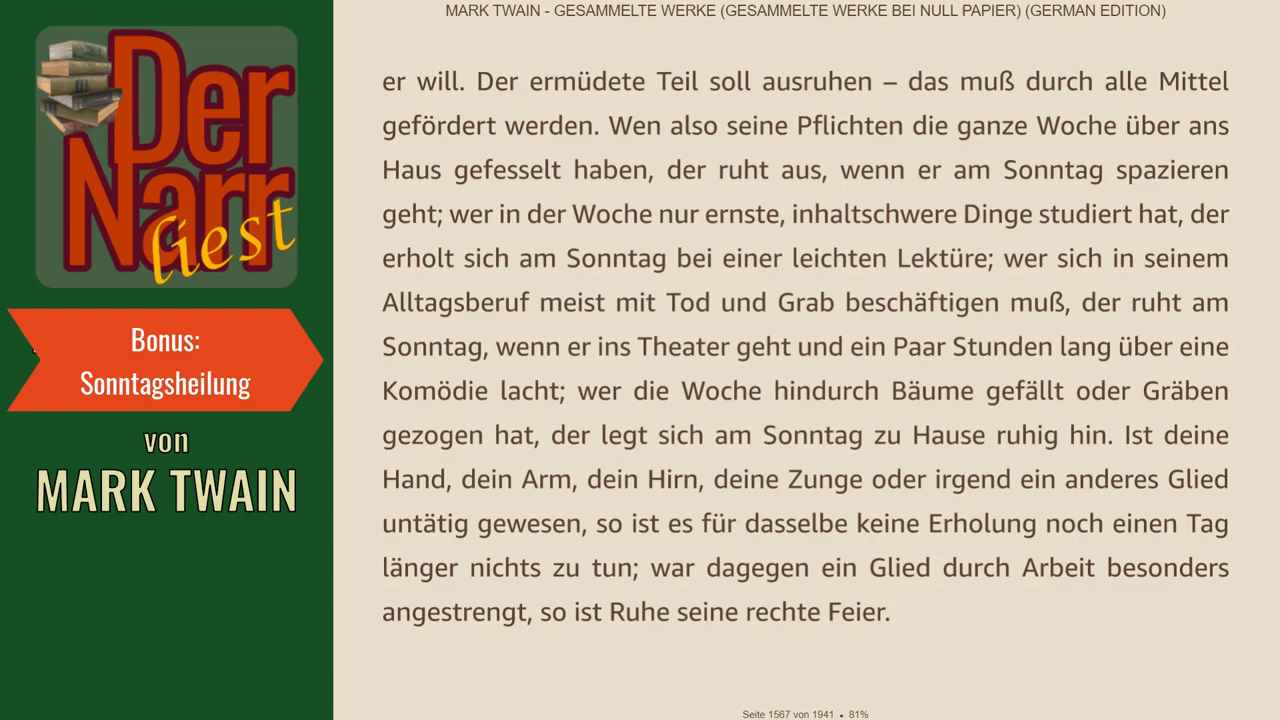 Der
Narr
liest
Bonus:
Sonntagsheilung
von
MARK TWAIN
MARK TWAIN - GESAMMELTE WERKE (GESAMMELTE WERKE BEI NULL PAPIER) (GERMAN EDITION)
er will. Der ermüdete Teil soll ausruhen – das muß durch alle Mittel
gefördert werden. Wen also seine Pflichten die ganze Woche über ans
Haus gefesselt haben, der ruht aus, wenn er am Sonntag spazieren
geht; wer in der Woche nur ernste, inhaltschwere Dinge studiert hat, der
erholt sich am Sonntag bei einer leichten Lektüre; wer sich in seinem
Alltagsberuf meist mit Tod und Grab beschäftigen muß, der ruht am
Sonntag, wenn er ins Theater geht und ein Paar Stunden lang über eine
Komödie lacht; wer die Woche hindurch Bäume gefällt oder Gräben
gezogen hat, der legt sich am Sonntag zu Hause ruhig hin. Ist deine
Hand, dein Arm, dein Hirn, deine Zunge oder irgend ein anderes Glied
untätig gewesen, so ist es für dasselbe keine Erholung noch einen Tag
länger nichts zu tun; war dagegen ein Glied durch Arbeit besonders
angestrengt, so ist Ruhe seine rechte Feier.
Seite 1567 von 1941 • 81%